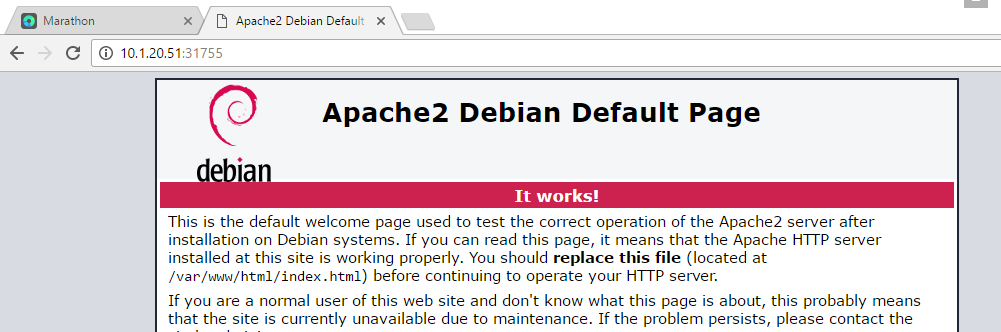 Marathon
Apache2 Debian Default
10.1.20.51:31755
Apache2 Debian Default Page
debian
It works!
This is the default welcome page used to test the correct operation of the Apache2 server after
installation on Debian systems. If you can read this page, it means that the Apache HTTP server
installed at this site is working properly. You should replace this file (located at
/var/www/html/index.html) before continuing to operate your HTTP server.
If you are a normal user of this web site and don't know what this page is about, this probably means
that the site is currently unavailable due to maintenance. If the problem persists, please contact the